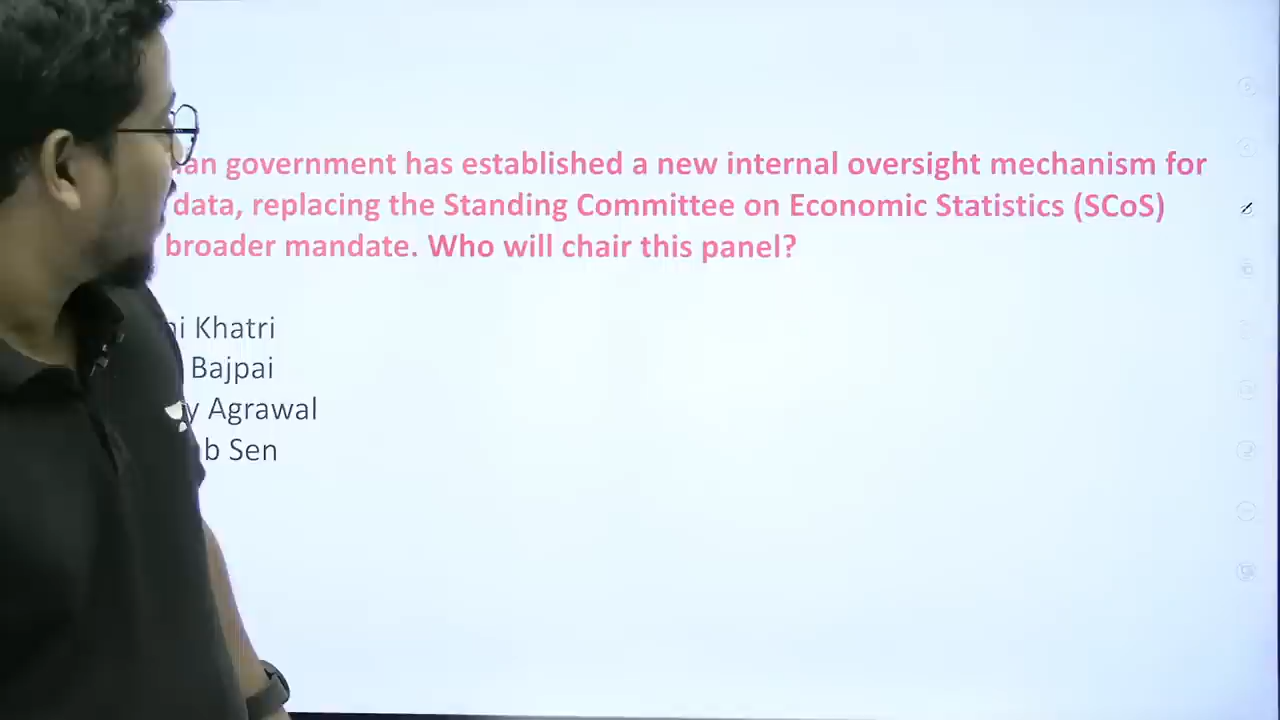 government has established a new internal oversight mechanism for
data, replacing the Standing Committee on Economic Statistics (SCoS)
broader mandate. Who will chair this panel?
Khatri
Bajpai
Agrawal
Sen